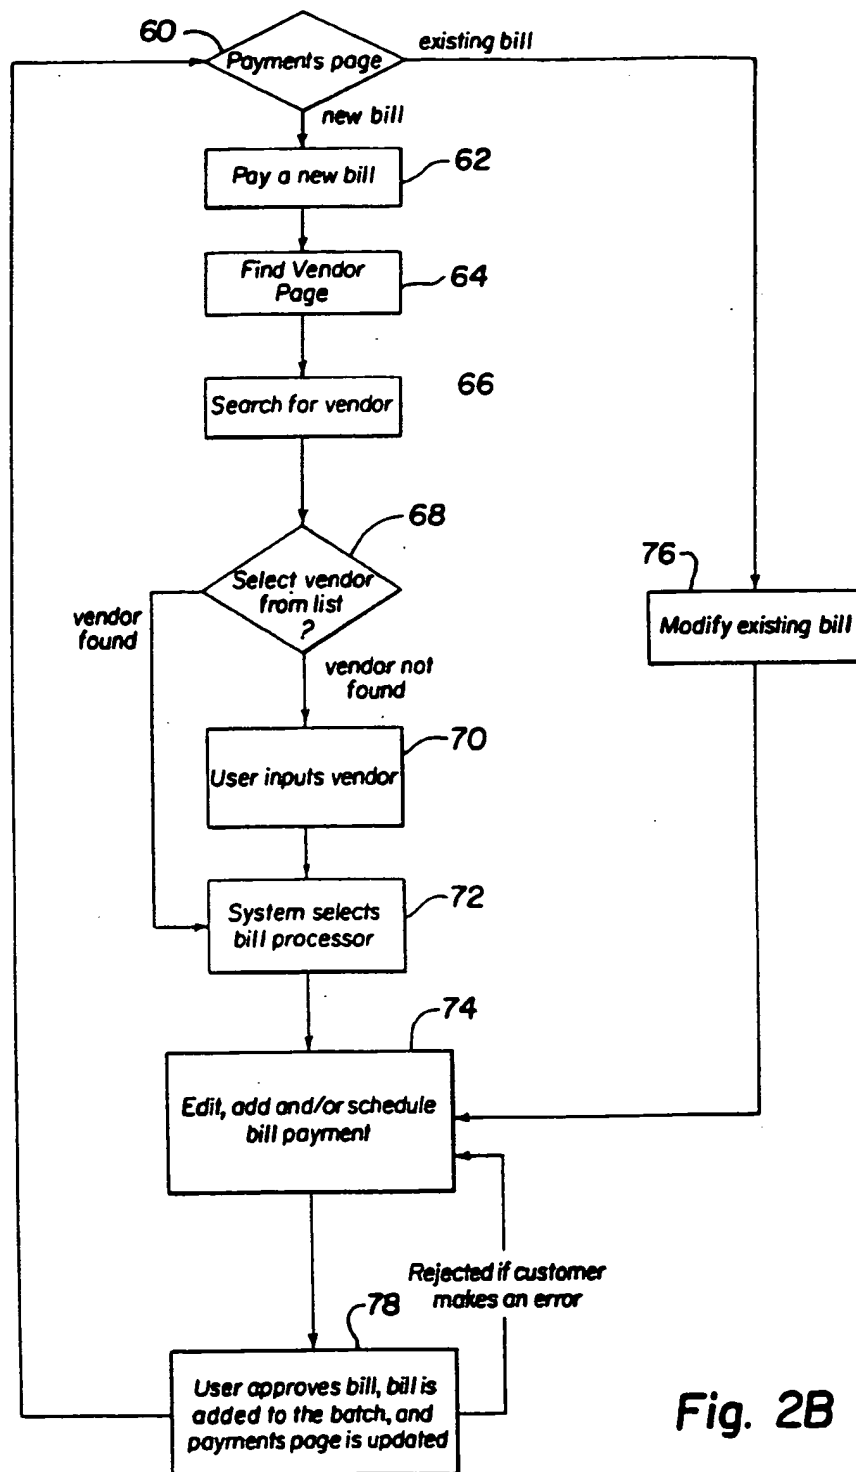 60
Payments page
existing bill
new bill
Pay a new bill
62
Find Vendor
Page
64
Search for vendor
66
68
Select vendor
from list
?
vendor
found
vendor not
found
76
Modify existing bill
User inputs vendor
70
System selects
bill processor
72
74
Edit, add and/or schedule
bill payment
Rejected if customer
makes an error
78
User approves bill, bill is
added to the batch, and
payments page is updated
Fig. 2B